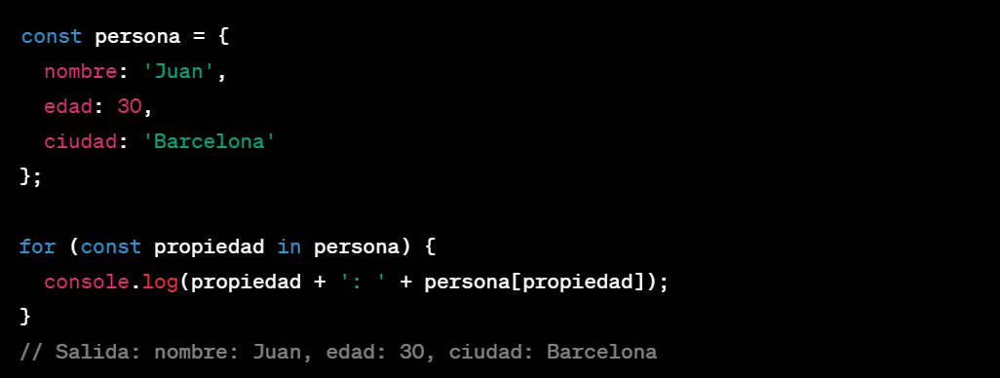 const persona = {
  nombre: 'Juan',
  edad: 30,
  ciudad: 'Barcelona'
};

for (const propiedad in persona) {
  console.log(propiedad + ': ' + persona[propiedad]);
}
// Salida: nombre: Juan, edad: 30, ciudad: Barcelona